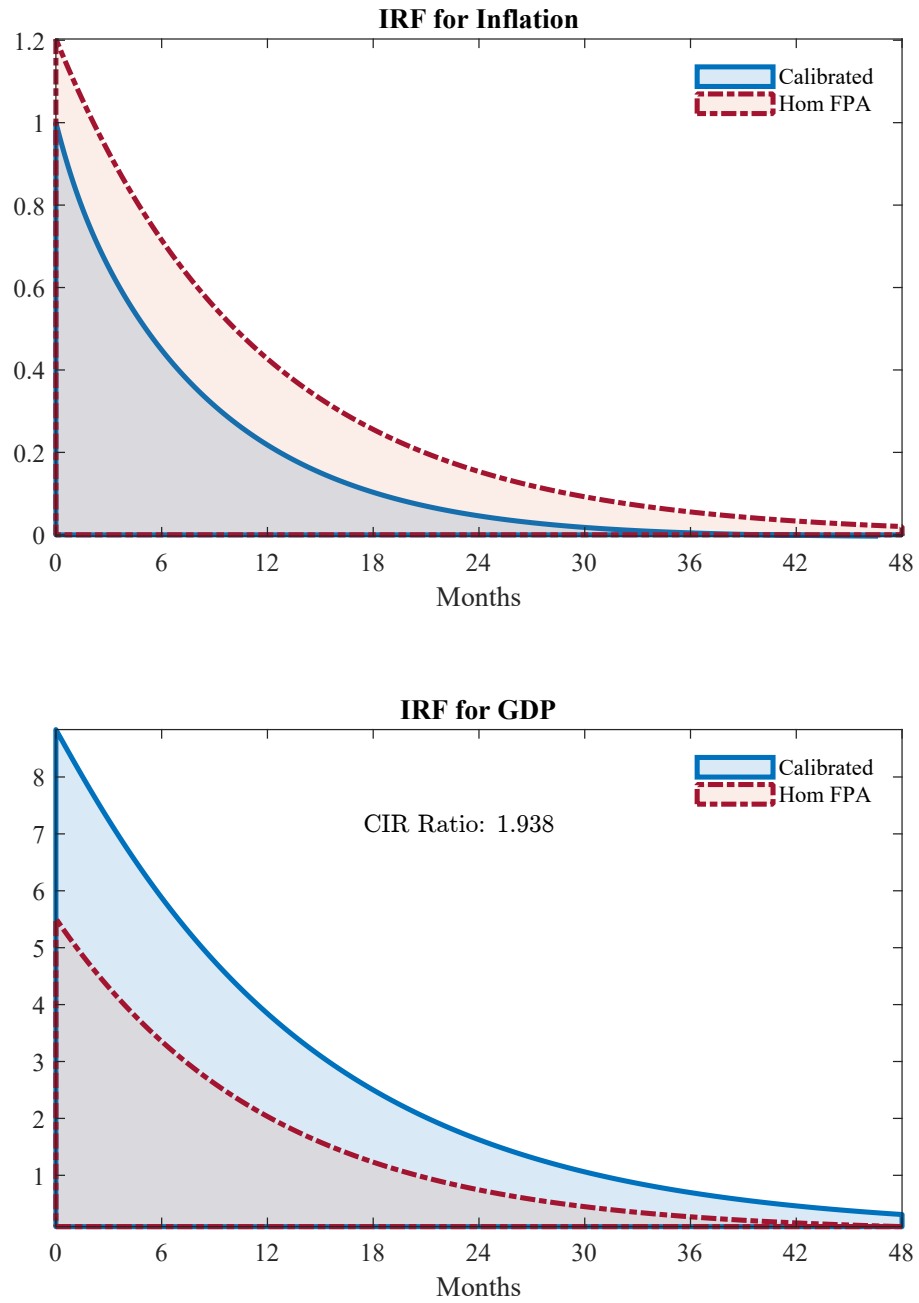 IRF for Inflation
1.2
1
0.8
0.6
0.4
0.2
0
Calibrated
Hom FPA
0 6 12 18 24 30 36 42 48
Months
IRF for GDP
8
7
6
5
4
3
2
1
Calibrated
Hom FPA
CIR Ratio: 1.938
0 6 12 18 24 30 36 42 48
Months